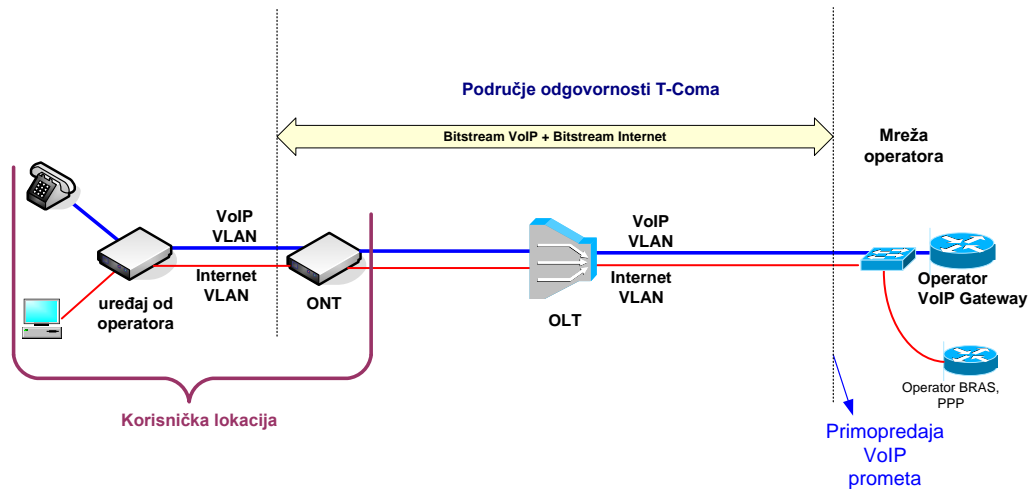 Područje odgovornosti T-Coma
Bitstream VoIP + Bitstream Internet
Mreža
operatora
VoIP
VLAN
Internet
VLAN
uređaj od
operatora
ONT
OLT
VoIP
VLAN
Internet
VLAN
Operator
VoIP Gateway
Operator BRAS,
PPP
Korisnička lokacija
Primopredaja
VoIP
prometa